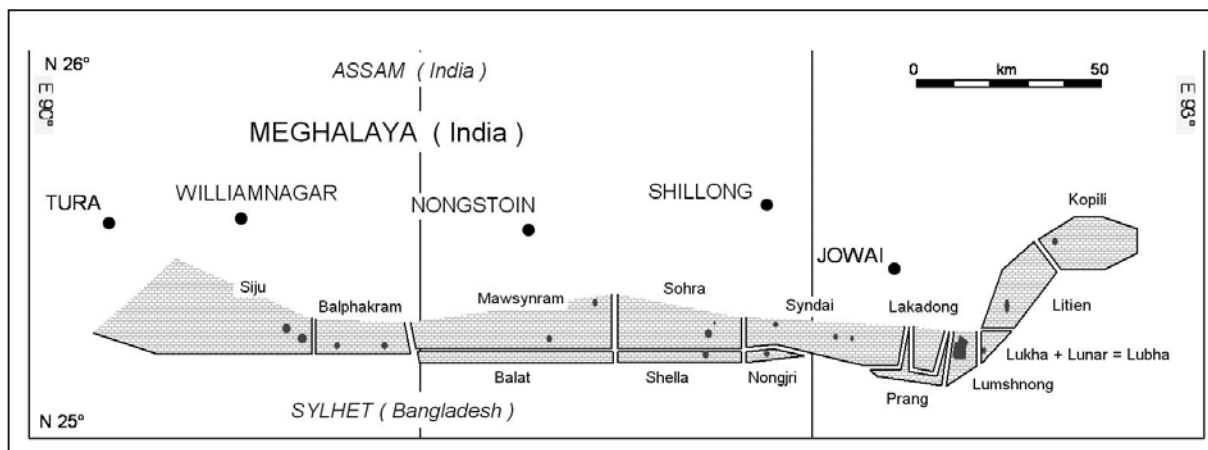 N 26°
ASSAM ( India )
0 km 50
E 90°
E 93°
MEGHALAYA ( India )
TURA
WILLIAMNAGAR
NONGSTOIN
SHILLONG
JOWAI
Kopili
Siju
Balphakram
Mawsynram
Sohra
Syndai
Lakadong
Litien
Lukha + Lunar = Lubha
Balat
Shella
Nongjri
Prang
Lumshnong
SYLHET ( Bangladesh )
N 25°